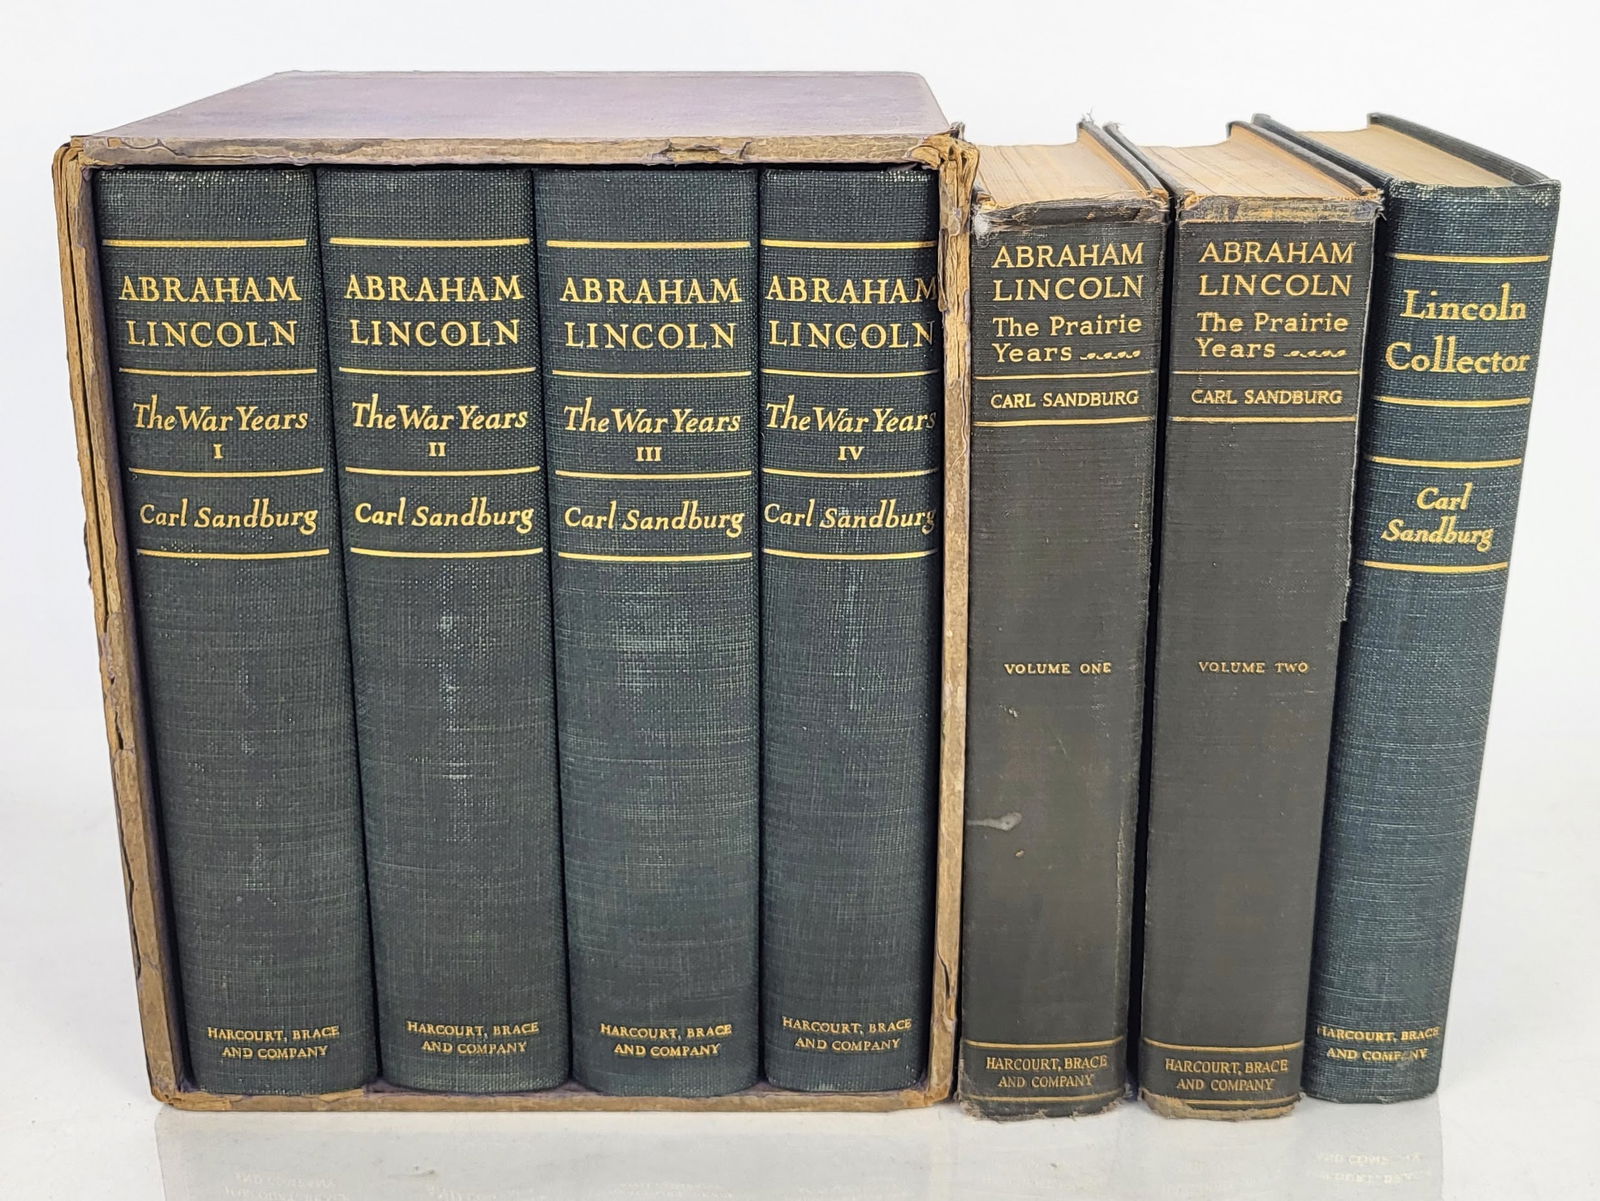 ABRAHAM
LINCOLN
The War Years
I
Carl Sandburg
HARCOURT, BRACE
AND COMPANY
ABRAHAM
LINCOLN
The War Years
II
Carl Sandburg
HARCOURT, BRACE
AND COMPANY
ABRAHAM
LINCOLN
The War Years
III
Carl Sandburg
HARCOURT, BRACE
AND COMPANY
ABRAHAM
LINCOLN
The War Years
IV
Carl Sandburg
HARCOURT, BRACE
AND COMPANY
ABRAHAM
LINCOLN
The Prairie
Years
CARL SANDBURG
VOLUME ONE
HARCOURT, BRACE
AND COMPANY
ABRAHAM
LINCOLN
The Prairie
Years
CARL SANDBURG
VOLUME TWO
HARCOURT, BRACE
AND COMPANY
Lincoln
Collector
Carl
Sandburg
HARCOURT, BRACE
AND COMPANY